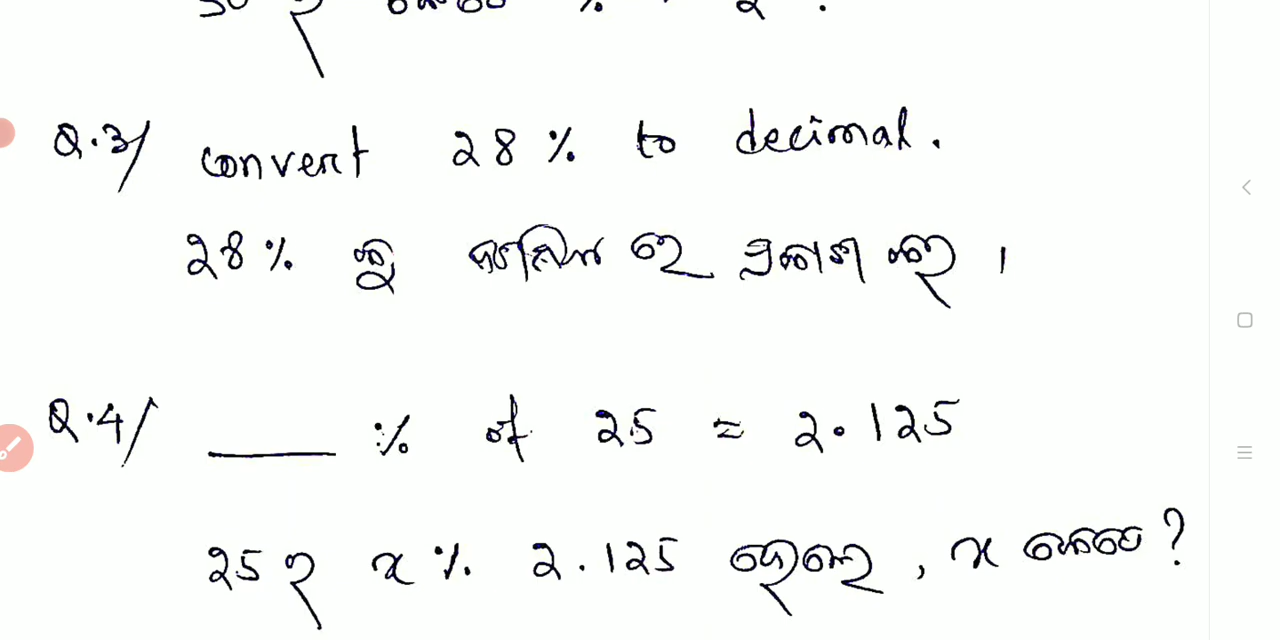 Q.3/ convert 28 % to decimal.
28 % କୁ ଦଶମିକ ରେ ପ୍ରକାଶ କର ।
Q.4/ ____ % of 25 = 2.125
25 ର x % 2.125 ହେଲେ , x କେତେ ?